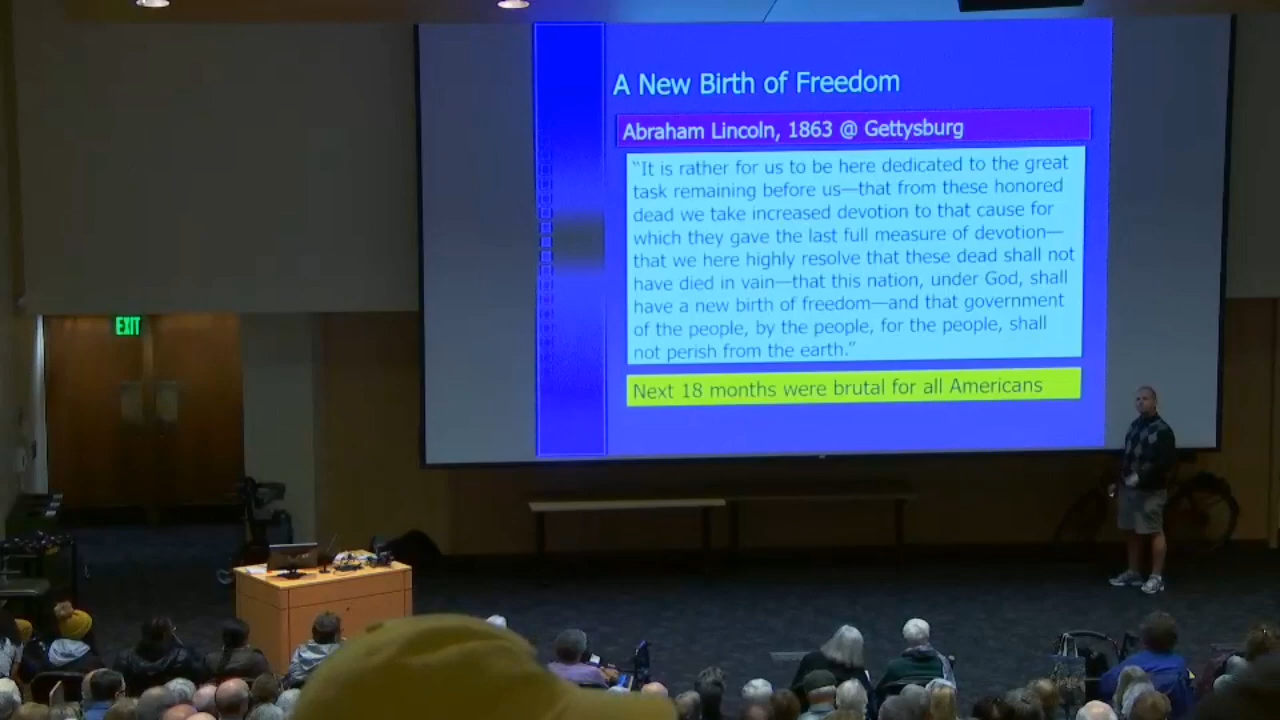 A New Birth of Freedom
Abraham Lincoln, 1863 @ Gettysburg
“It is rather for us to be here dedicated to the great
task remaining before us—that from these honored
dead we take increased devotion to that cause for
which they gave the last full measure of devotion—
that we here highly resolve that these dead shall not
have died in vain—that this nation, under God, shall
have a new birth of freedom—and that government
of the people, by the people, for the people, shall
not perish from the earth.”
EXIT
Next 18 months were brutal for all Americans